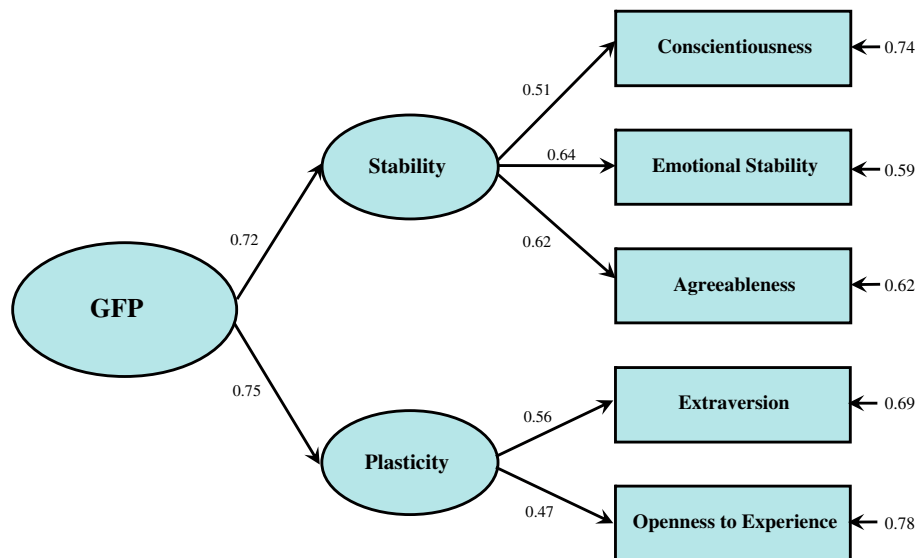 Conscientiousness
0.74
0.51
Stability
0.64
Emotional Stability
0.59
0.72
0.62
Agreeableness
0.62
GFP
0.75
Extraversion
0.69
0.56
Plasticity
0.47
Openness to Experience
0.78